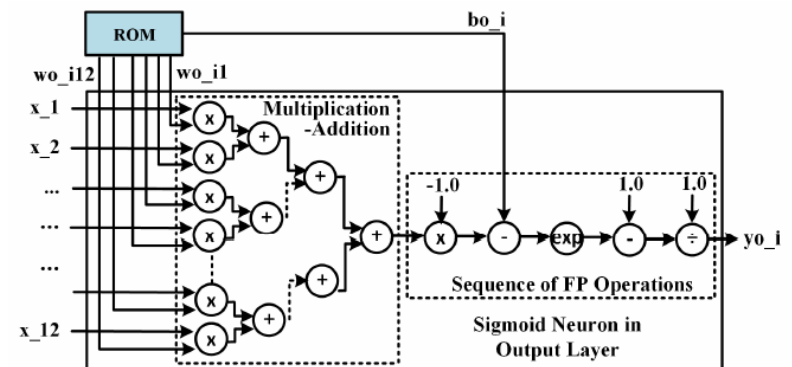 ROM
bo_i
wo_i12
wo_i1
x_1
Multiplication
-Addition
x_2
...
...
...
x_12
x
x
x
x
x
x
+
+
+
+
+
+
-1.0
1.0
1.0
x
-
exp
-
÷
yo_i
Sequence of FP Operations
Sigmoid Neuron in
Output Layer